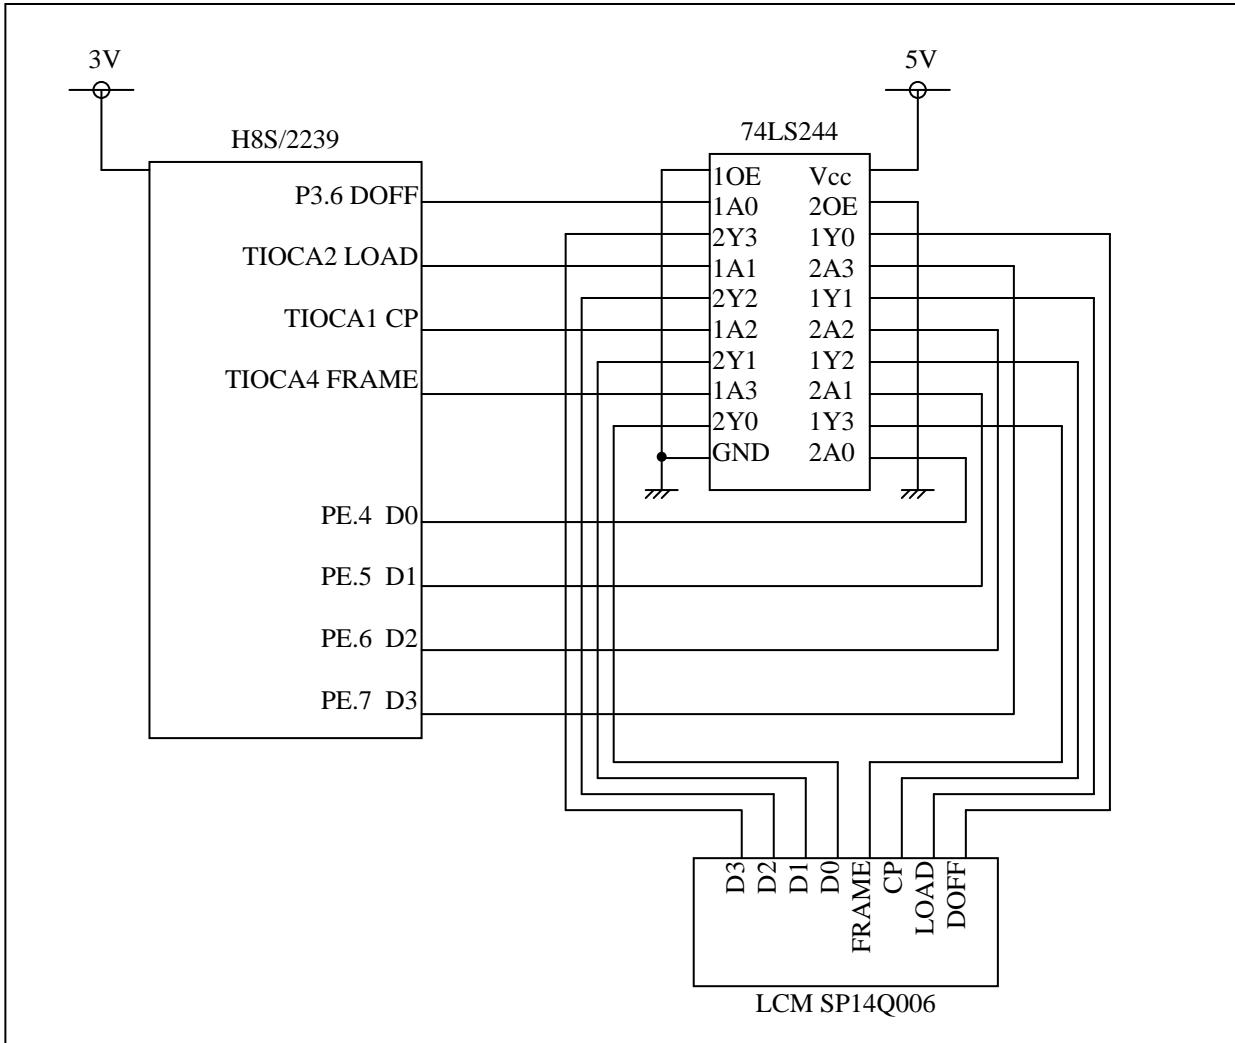 3V
5V
H8S/2239
74LS244
P3.6 DOFF
TIOCA2 LOAD
TIOCA1 CP
TIOCA4 FRAME
PE.4 D0
PE.5 D1
PE.6 D2
PE.7 D3
1OE Vcc
1A0 2OE
2Y3 1Y0
1A1 2A3
2Y2 1Y1
1A2 2A2
2Y1 1Y2
1A3 2A1
2Y0 1Y3
GND 2A0
D3
D2
D1
D0
FRAME
CP
LOAD
DOFF
LCM SP14Q006